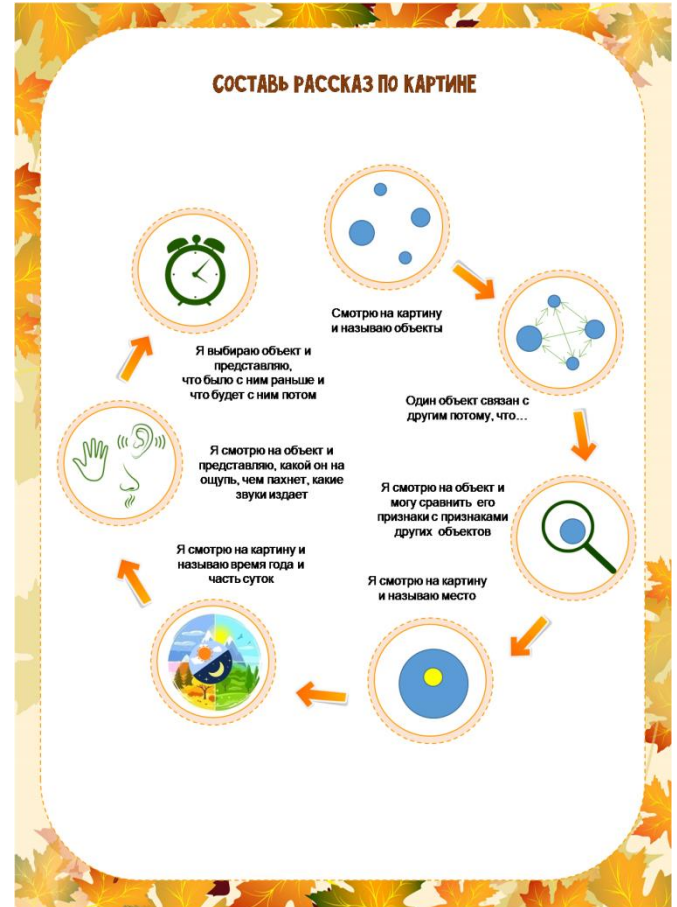 СОСТАВЬ РАССКАЗ ПО КАРТИНЕ
Смотрю на картину
и называю объекты
Один объект связан с
другим потому, что…
Я смотрю на объект и
могу сравнить его
признаки с признаками
других объектов
Я смотрю на картину
и называю место
Я смотрю на картину и
называю время года и
часть суток
Я смотрю на объект и
представляю, какой он на
ощупь, чем пахнет, какие
звуки издает
Я выбираю объект и
представляю,
что было с ним раньше и
что будет с ним потом